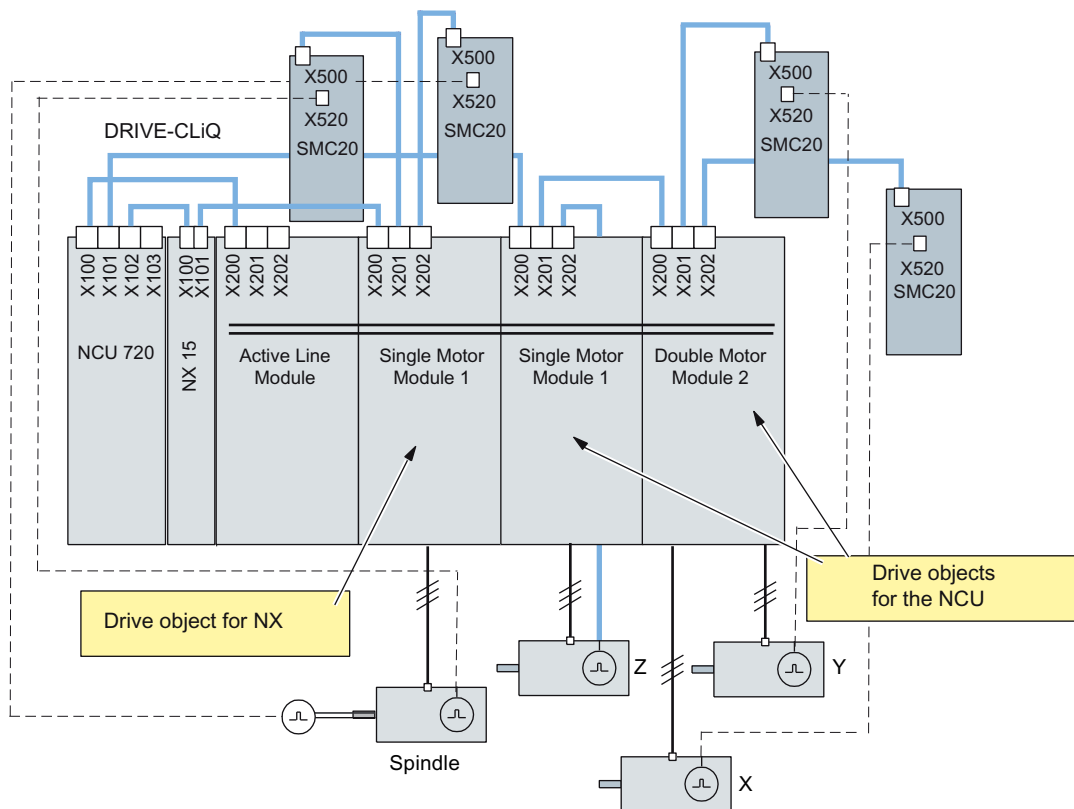 X500
X520
SMC20
X500
X520
SMC20
X500
X520
SMC20
X500
X520
SMC20
DRIVE-CLiQ
X100
X101
X102
X103
X100
X101
X200
X201
X202
X200
X201
X202
X200
X201
X202
X200
X201
X202
NCU 720
NX 15
Active Line
Module
Single Motor
Module 1
Single Motor
Module 1
Double Motor
Module 2
Drive object for NX
Drive objects
for the NCU
Z
Y
Spindle
X